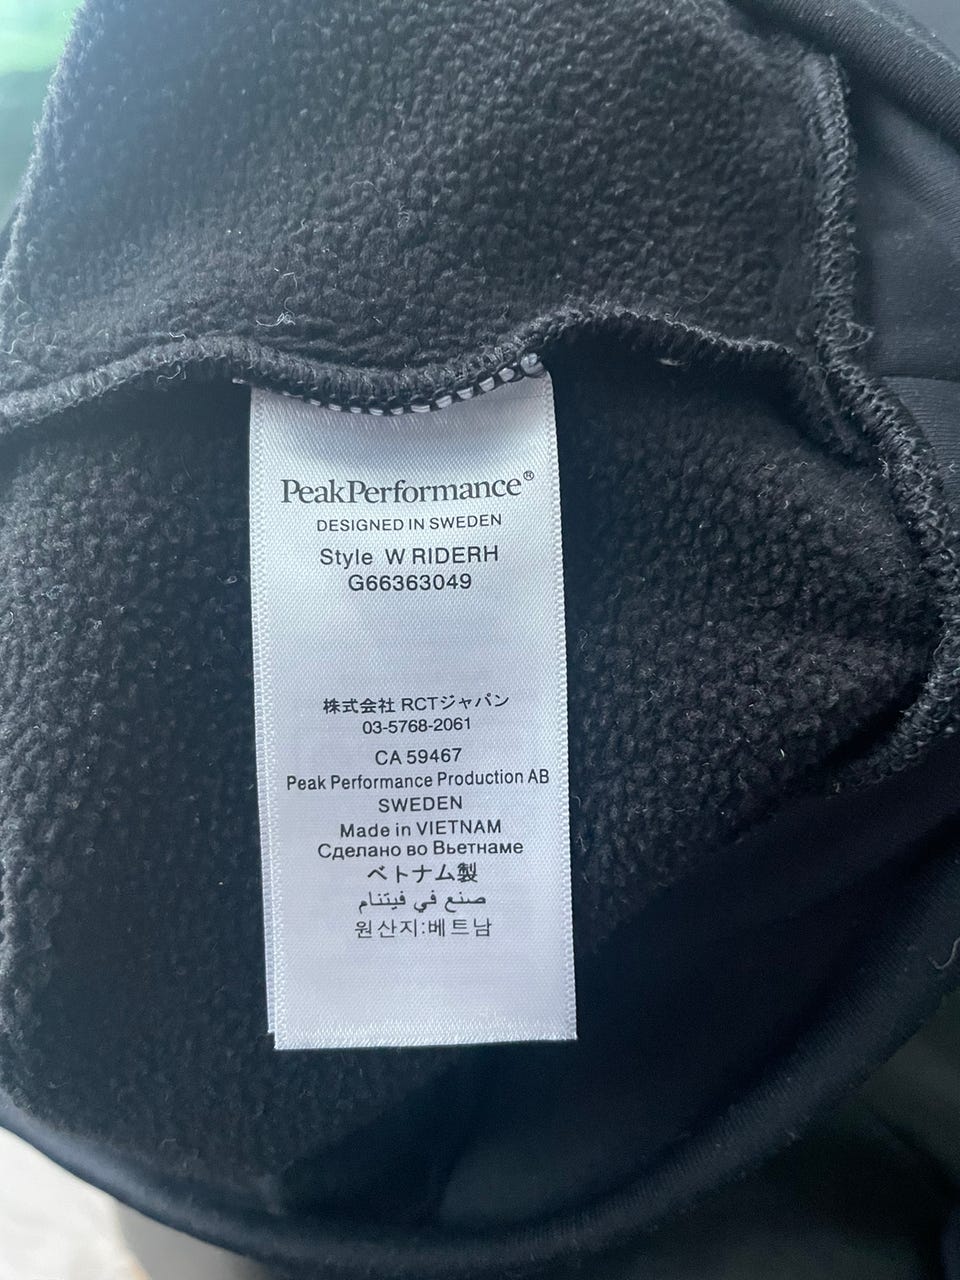 PeakPerformance®
DESIGNED IN SWEDEN
Style W RIDERH
G66363049
株式会社 RCTジャパン
03-5768-2061
CA 59467
Peak Performance Production AB
SWEDEN
Made in VIETNAM
Сделано во Вьетнаме
ベトナム製
صنع في فيتنام
원산지:베트남